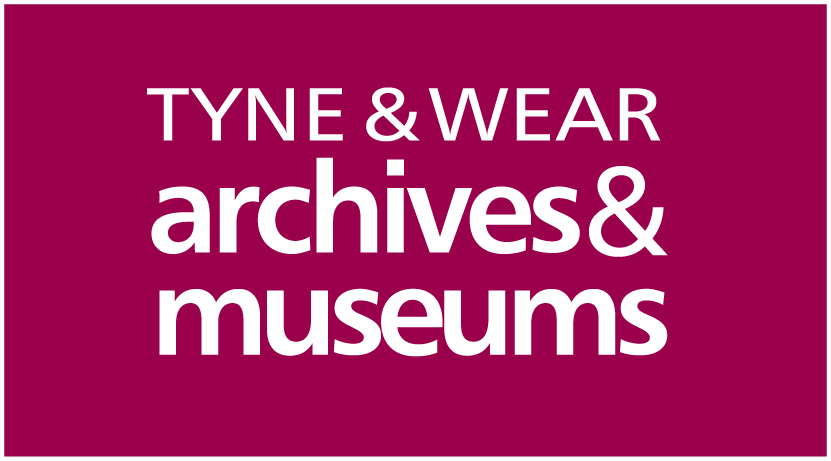 TYNE & WEAR
archives&
museums